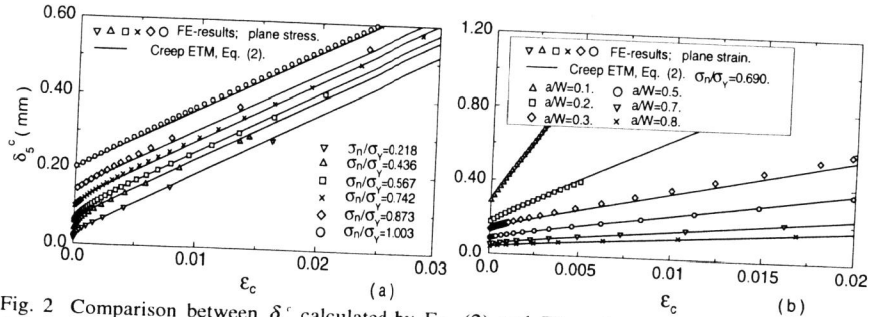 0.60
0.40
0.20
0.0
δ₅ᶜ (mm)
▽ △ □ × ◇ ○ FE-results; plane stress.
Creep ETM, Eq. (2).
▽ σn/σY=0.218
△ σn/σY=0.436
□ σn/σY=0.567
× σn/σY=0.742
◇ σn/σY=0.873
○ σn/σY=1.003
0.0 0.01 0.02 0.03
εc (a)
1.20
0.80
0.40
0.0
▽ △ □ × ◇ ○ FE-results; plane strain.
Creep ETM, Eq. (2). σn/σY=0.690.
△ a/W=0.1. ○ a/W=0.5.
□ a/W=0.2. ▽ a/W=0.7.
◇ a/W=0.3. × a/W=0.8.
0.0 0.005 0.01 0.015 0.02
εc (b)
Fig. 2 Comparison between δᶜ calculated by